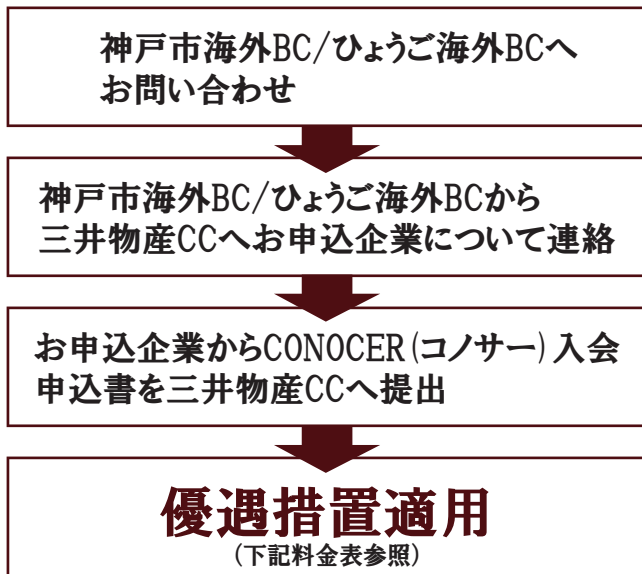 神戸市海外BC/ひょうご海外BCへ
お問い合わせ
神戸市海外BC/ひょうご海外BCから
三井物産CCへお申込企業について連絡
お申込企業からCONOCER(コノサー)入会
申込書を三井物産CCへ提出
優遇措置適用
(下記料金表参照)